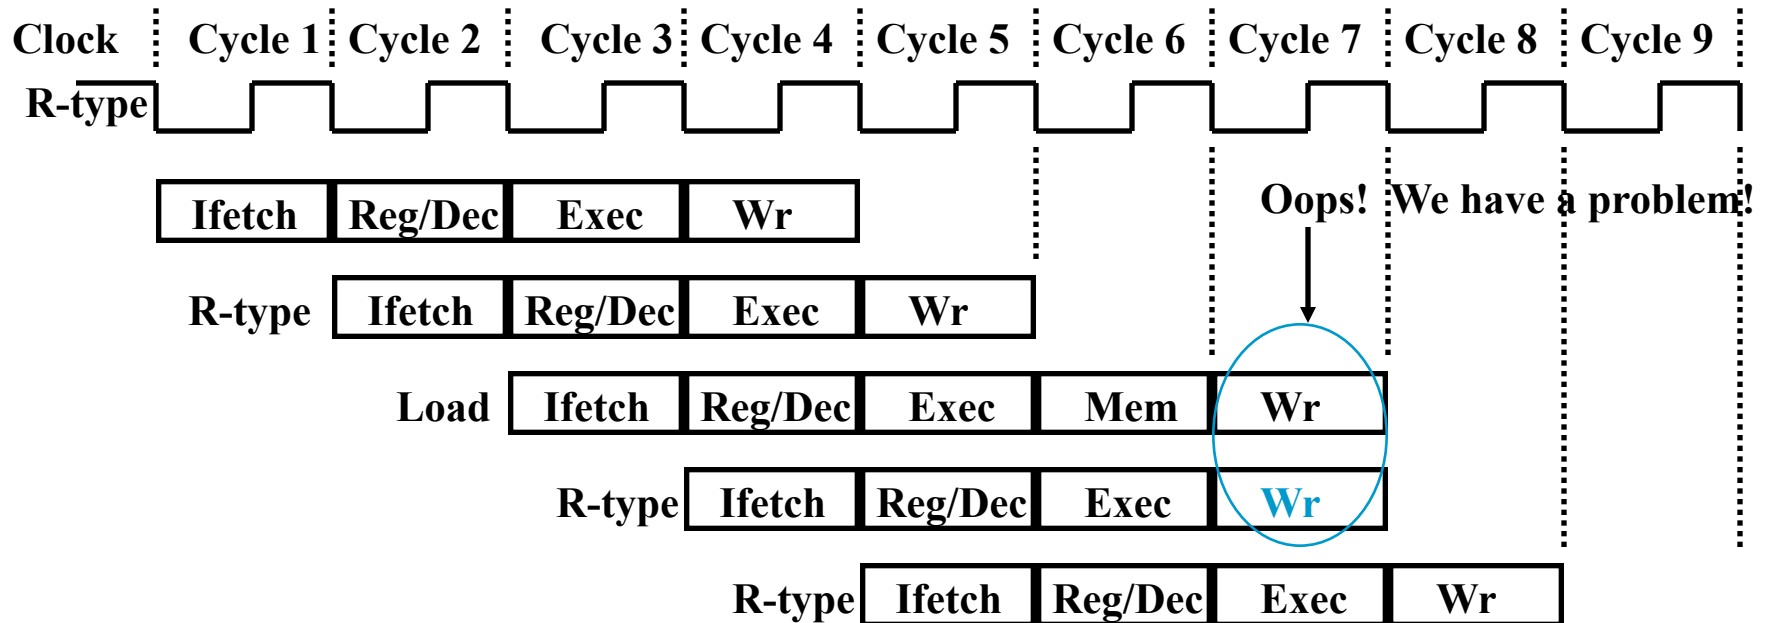 Clock Cycle 1 Cycle 2 Cycle 3 Cycle 4 Cycle 5 Cycle 6 Cycle 7 Cycle 8 Cycle 9
R-type
Oops! We have a problem!
Ifetch Reg/Dec Exec Wr
R-type Ifetch Reg/Dec Exec Wr
Load Ifetch Reg/Dec Exec Mem Wr
R-type Ifetch Reg/Dec Exec Wr
R-type Ifetch Reg/Dec Exec Wr